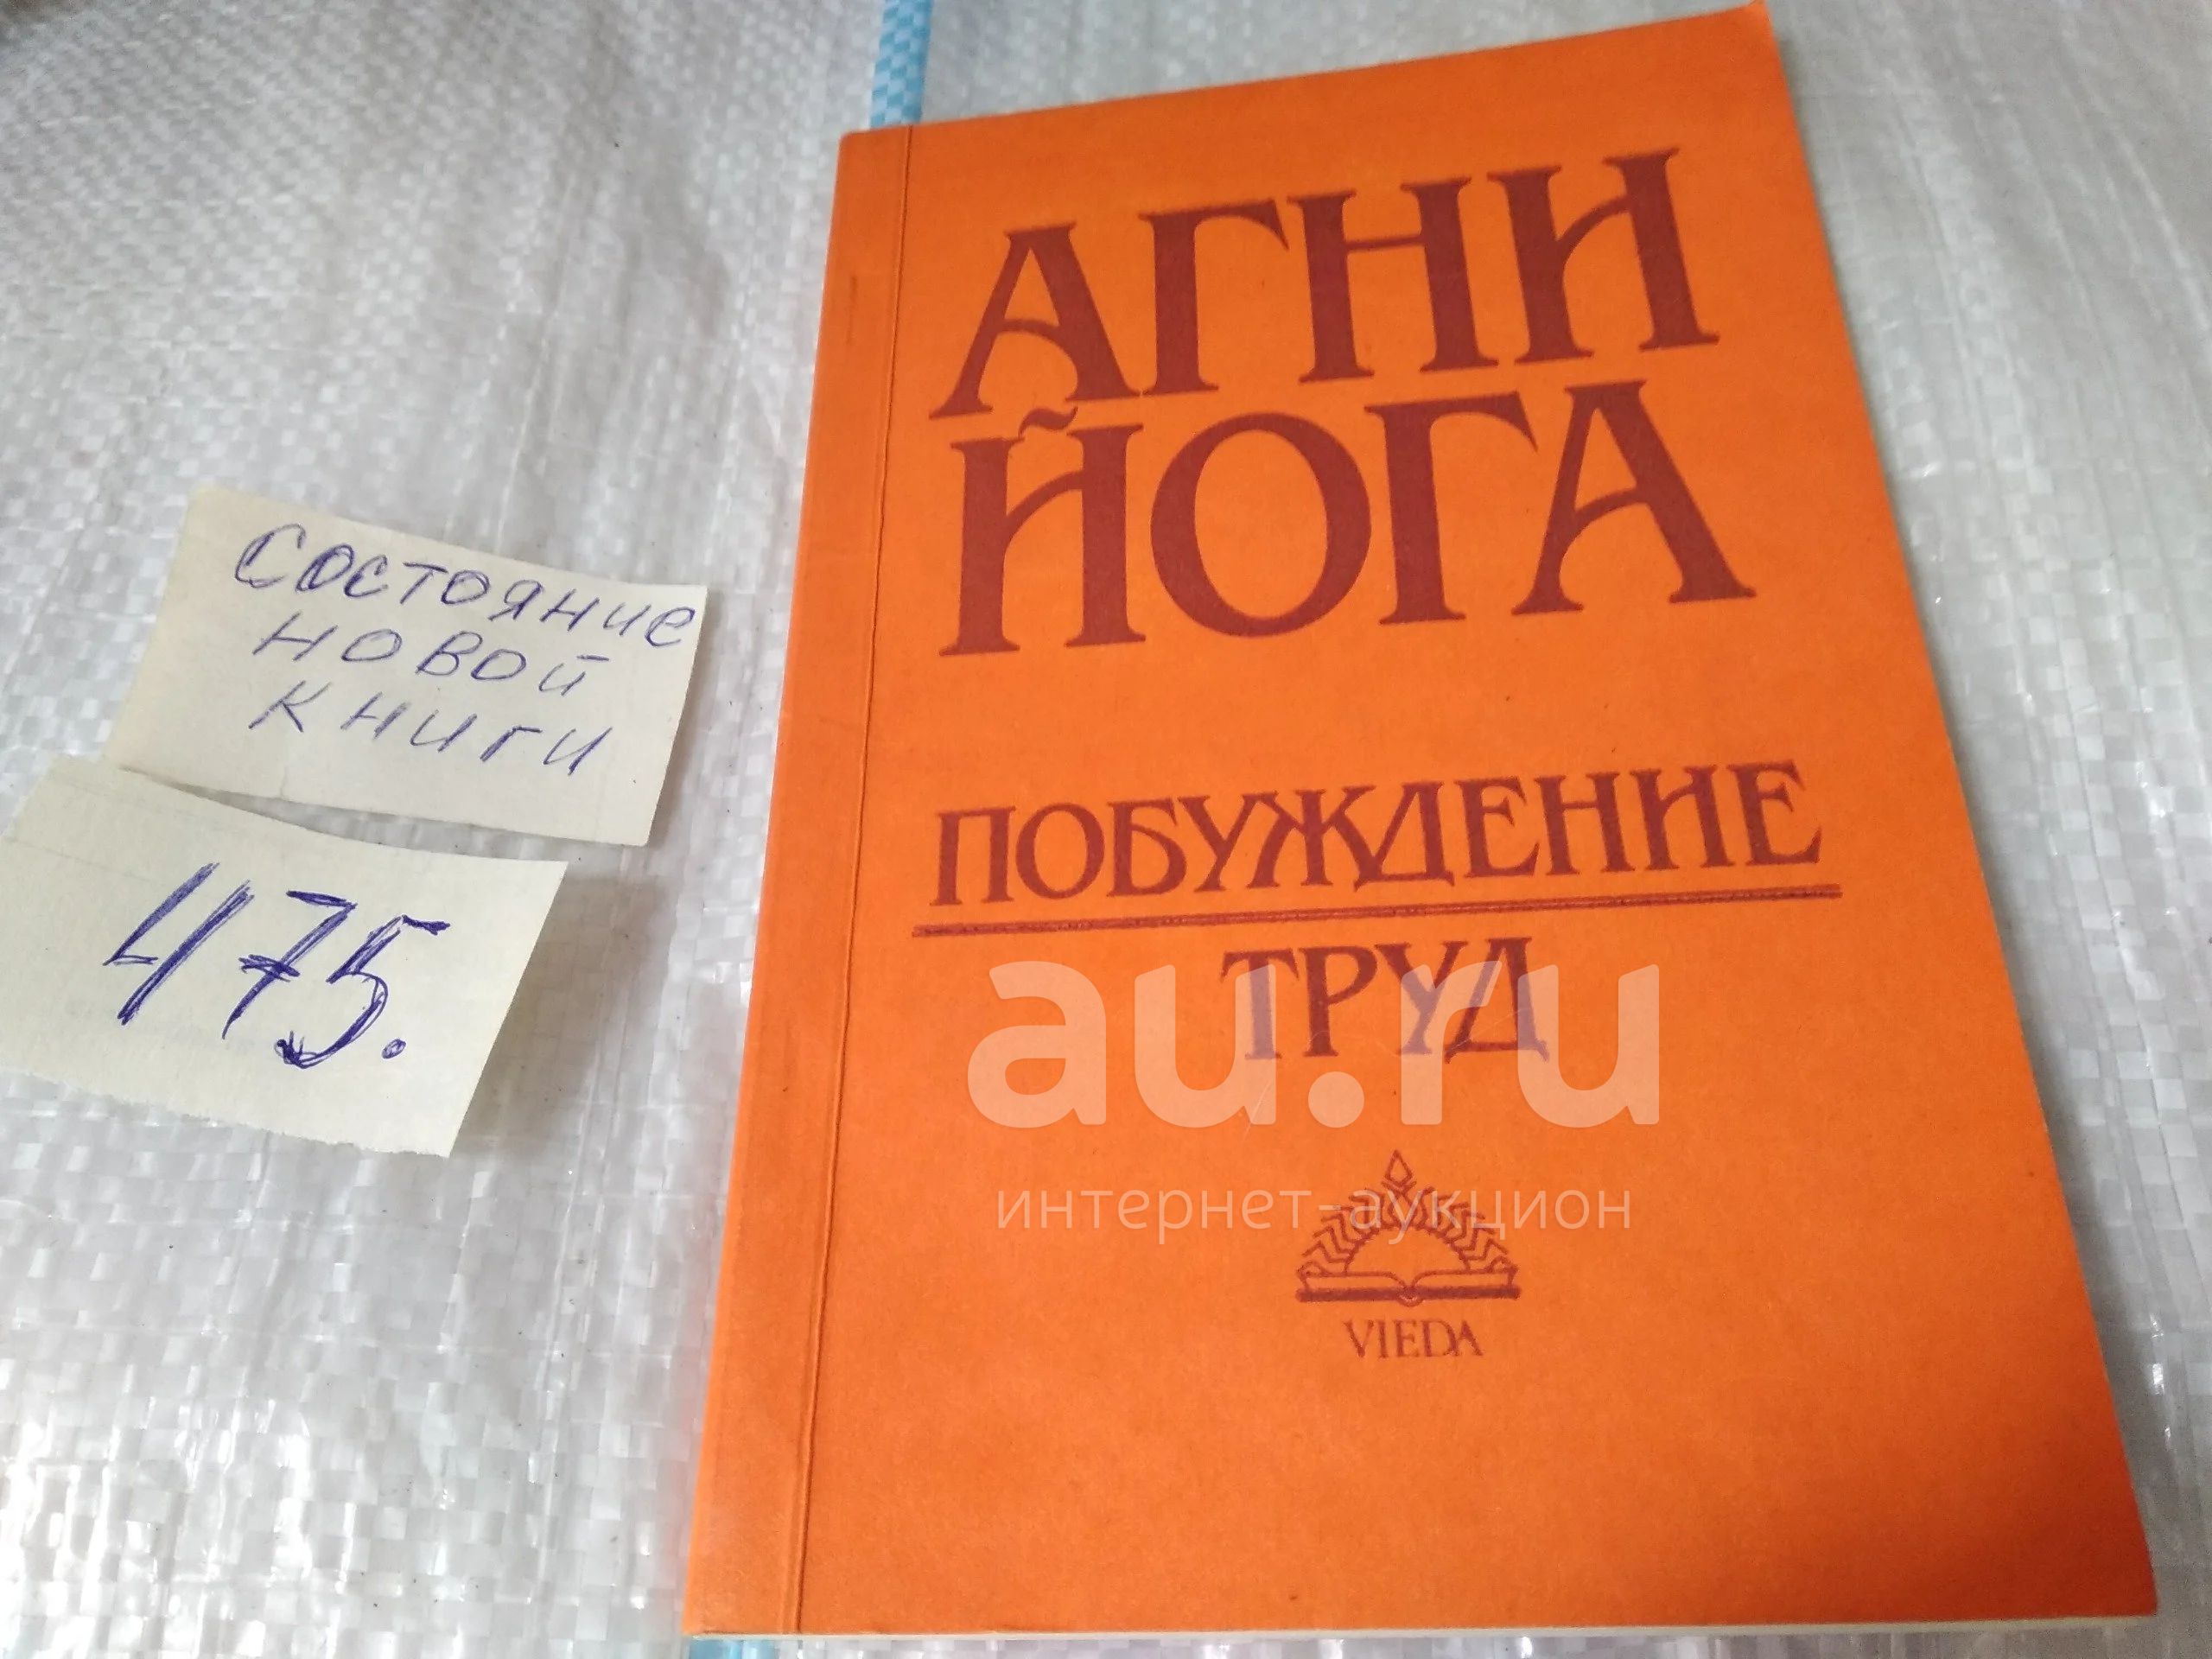 АГНИ
ЙОГА
ПОБУЖДЕНИЕ
ТРУД
VIEDA
состояние
новой
книги
475.
au.ru
интернет-аукцион